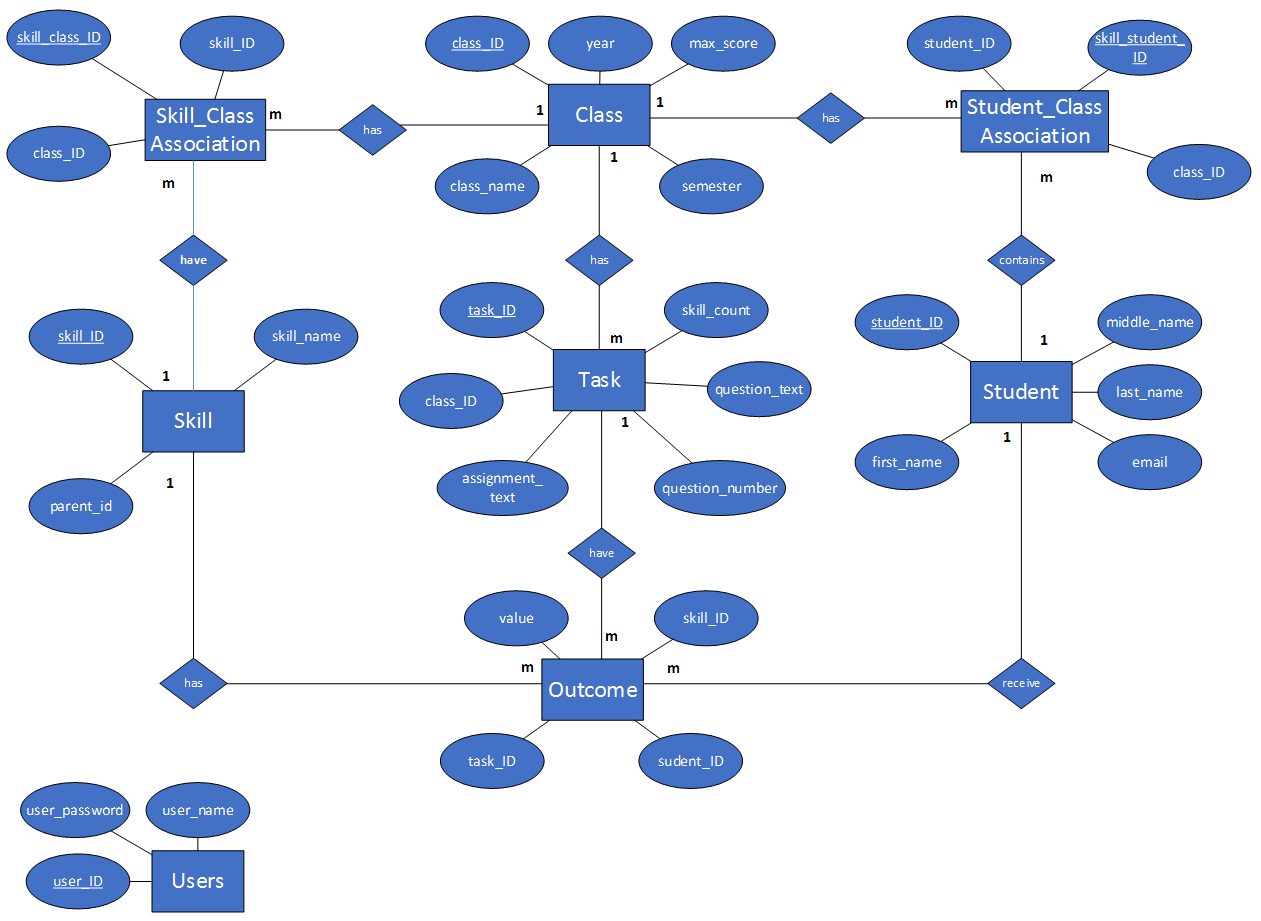 skill_class_ID
skill_ID
class_ID
year
max_score
student_ID
skill_student_
ID
Skill_Class
Association
m
has
1
Class
1
has
m
Student_Class
Association
class_ID
m
class_name
1
semester
m
class_ID
have
has
contains
skill_ID
skill_name
task_ID
skill_count
student_ID
middle_name
1
m
1
Skill
class_ID
Task
question_text
Student
last_name
1
1
1
parent_id
assignment_
text
question_number
first_name
email
have
value
m
skill_ID
has
m
Outcome
m
receive
task_ID
sudent_ID
user_password
user_name
user_ID
Users